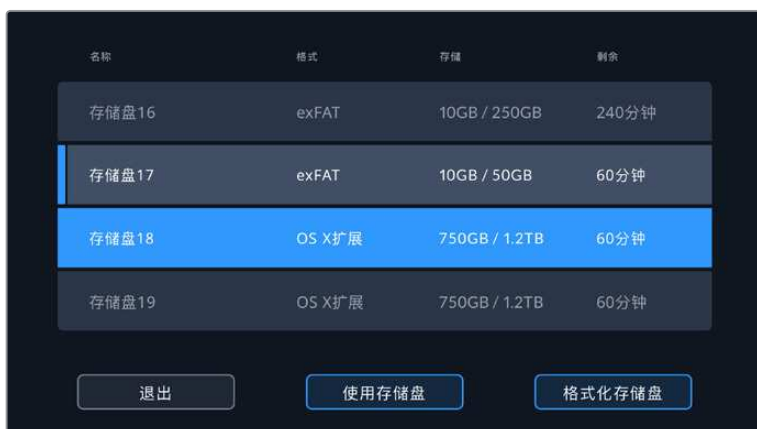 名称 格式 存储 剩余
存储盘16 exFAT 10GB / 250GB 240分钟
存储盘17 exFAT 10GB / 50GB 60分钟
存储盘18 OS X扩展 750GB / 1.2TB 60分钟
存储盘19 OS X扩展 750GB / 1.2TB 60分钟
退出 使用存储盘 格式化存储盘